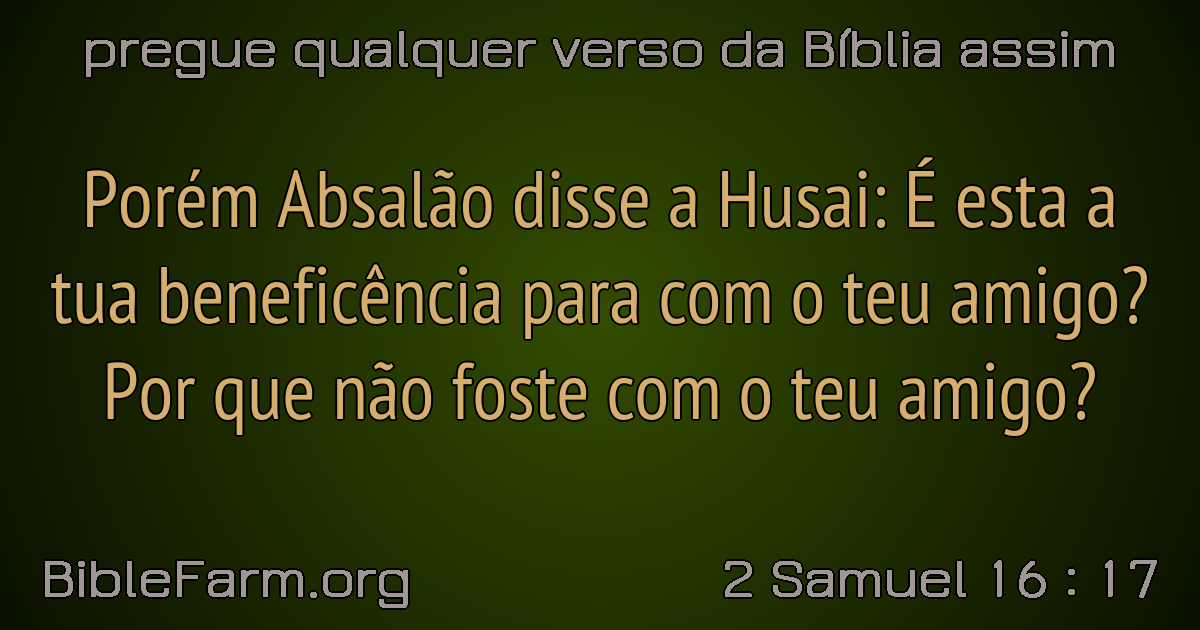 pregue qualquer verso da Bíblia assim
Porém Absalão disse a Husai: É esta a
tua beneficência para com o teu amigo?
Por que não foste com o teu amigo?
BibleFarm.org
2 Samuel 16 : 17